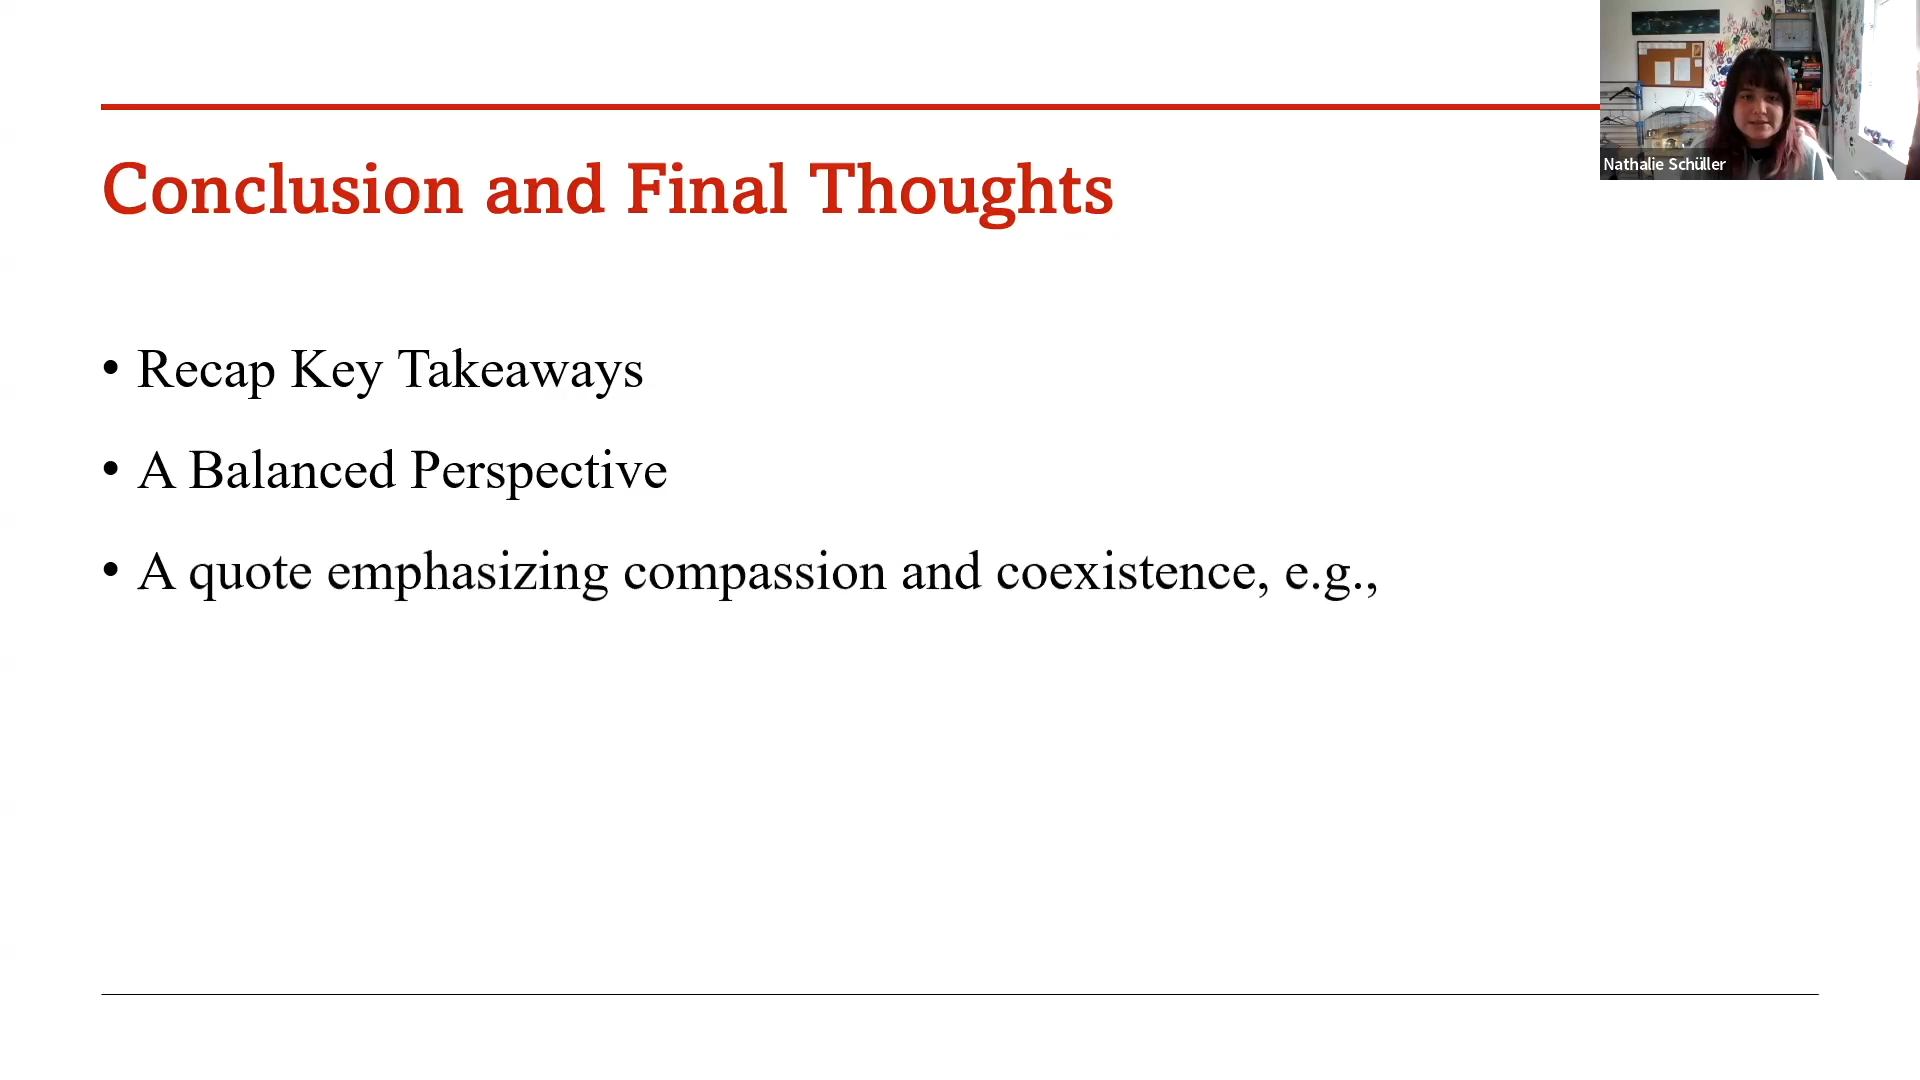 Conclusion and Final Thoughts
• Recap Key Takeaways
• A Balanced Perspective
• A quote emphasizing compassion and coexistence, e.g.,
Nathalie Schüller